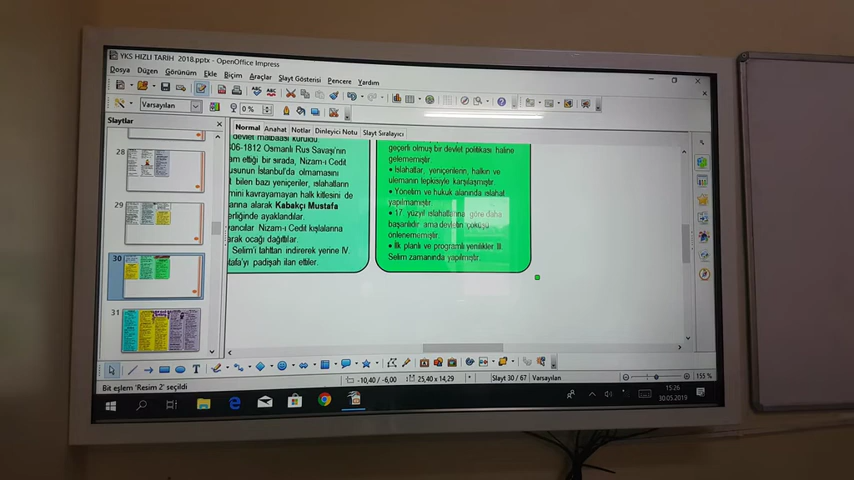 YKS HIZLI TARİH 2018.pptx - OpenOffice Impress
Dosya Düzen Görünüm Ekle Biçim Araçlar Slayt Gösterisi Pencere Yardım
Varsayılan
0 %
Slaytlar
Normal Anahat Notlar Dinleyici Notu Slayt Sıralayıcı
28
29
30
31
devlet matbaası kuruldu
06-1812 Osmanlı Rus Savaşı'nın
am ettiği bir sırada, Nizam-ı Cedit
usunun İstanbul'da olmamasını
bilen bazı yeniçeriler, ıslahatların
mini kavrayamayan halk kitlesini de
arına alarak Kabakçı Mustafa
erliğinde ayaklandılar.
yancılar Nizam-ı Cedit kışlalarına
arak ocağı dağıttılar.
Selim'i tahttan indirerek yerine IV.
tafa'yı padişah ilan ettiler.
geçerli olmuş bir devlet politikası haline
gelememiştir.
• Islahatlar, yeniçerilerin, halkın ve
ulemanın tepkisiyle karşılaşmıştır.
• Yönetim ve hukuk alanında ıslahat
yapılmamıştır.
• 17. yüzyıl ıslahatlarına göre daha
başarılıdır ama devletin çöküşü
önlenememiştir.
• İlk planlı ve programlı yenilikler III.
Selim zamanında yapılmıştır.
Bit eşlem 'Resim 2' seçildi
-10,40 / -6,00
25,40 x 14,29
Slayt 30 / 67
Varsayılan
155 %
15:26
30.05.2019